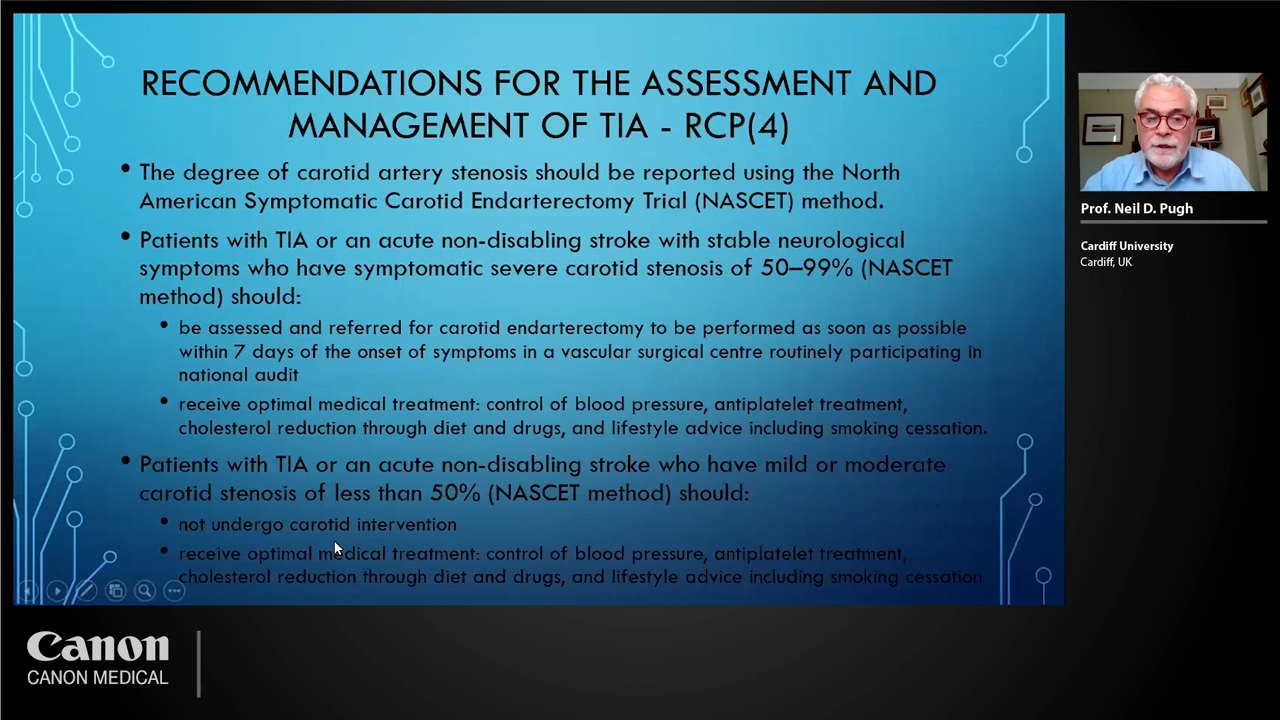 RECOMMENDATIONS FOR THE ASSESSMENT AND
MANAGEMENT OF TIA - RCP(4)
• The degree of carotid artery stenosis should be reported using the North
American Symptomatic Carotid Endarterectomy Trial (NASCET) method.
• Patients with TIA or an acute non-disabling stroke with stable neurological
symptoms who have symptomatic severe carotid stenosis of 50–99% (NASCET
method) should:
• be assessed and referred for carotid endarterectomy to be performed as soon as possible
within 7 days of the onset of symptoms in a vascular surgical centre routinely participating in
national audit
• receive optimal medical treatment: control of blood pressure, antiplatelet treatment,
cholesterol reduction through diet and drugs, and lifestyle advice including smoking cessation.
• Patients with TIA or an acute non-disabling stroke who have mild or moderate
carotid stenosis of less than 50% (NASCET method) should:
• not undergo carotid intervention
• receive optimal medical treatment: control of blood pressure, antiplatelet treatment,
cholesterol reduction through diet and drugs, and lifestyle advice including smoking cessation
Prof. Neil D. Pugh
Cardiff University
Cardiff, UK
Canon
CANON MEDICAL